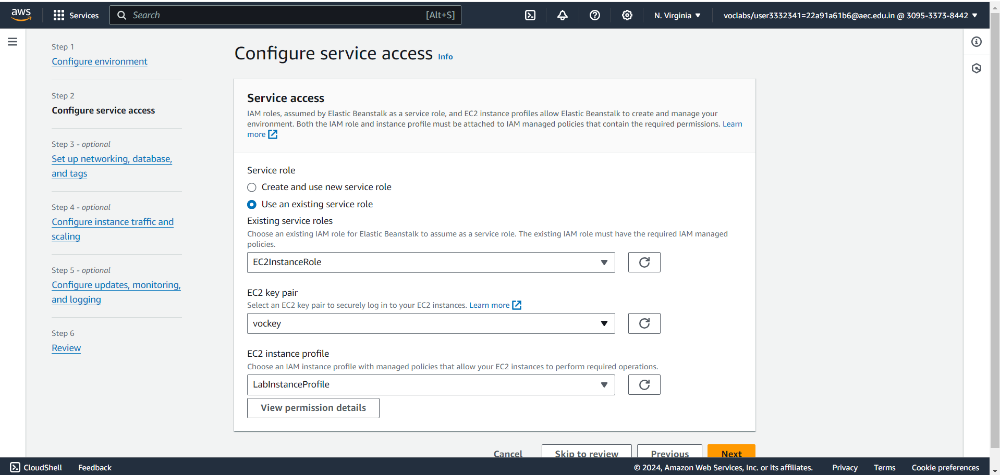 aws
Services
Search
[Alt+S]
N. Virginia
voclabs/user3332341=22a91a61b6@aec.edu.in @ 3095-3373-8442
Step 1
Configure environment
Step 2
Configure service access
Step 3 - optional
Set up networking, database,
and tags
Step 4 - optional
Configure instance traffic and
scaling
Step 5 - optional
Configure updates, monitoring,
and logging
Step 6
Review
Configure service access Info
Service access
IAM roles, assumed by Elastic Beanstalk as a service role, and EC2 instance profiles allow Elastic Beanstalk to create and manage your
environment. Both the IAM role and instance profile must be attached to IAM managed policies that contain the required permissions. Learn
more
Service role
Create and use new service role
Use an existing service role
Existing service roles
Choose an existing IAM role for Elastic Beanstalk to assume as a service role. The existing IAM role must have the required IAM managed
policies.
EC2InstanceRole
EC2 key pair
Select an EC2 key pair to securely log in to your EC2 instances. Learn more
vockey
EC2 instance profile
Choose an IAM instance profile with managed policies that allow your EC2 instances to perform required operations.
LabInstanceProfile
View permission details
Cancel
Skip to review
Previous
Next
CloudShell
Feedback
© 2024, Amazon Web Services, Inc. or its affiliates.
Privacy
Terms
Cookie preferences